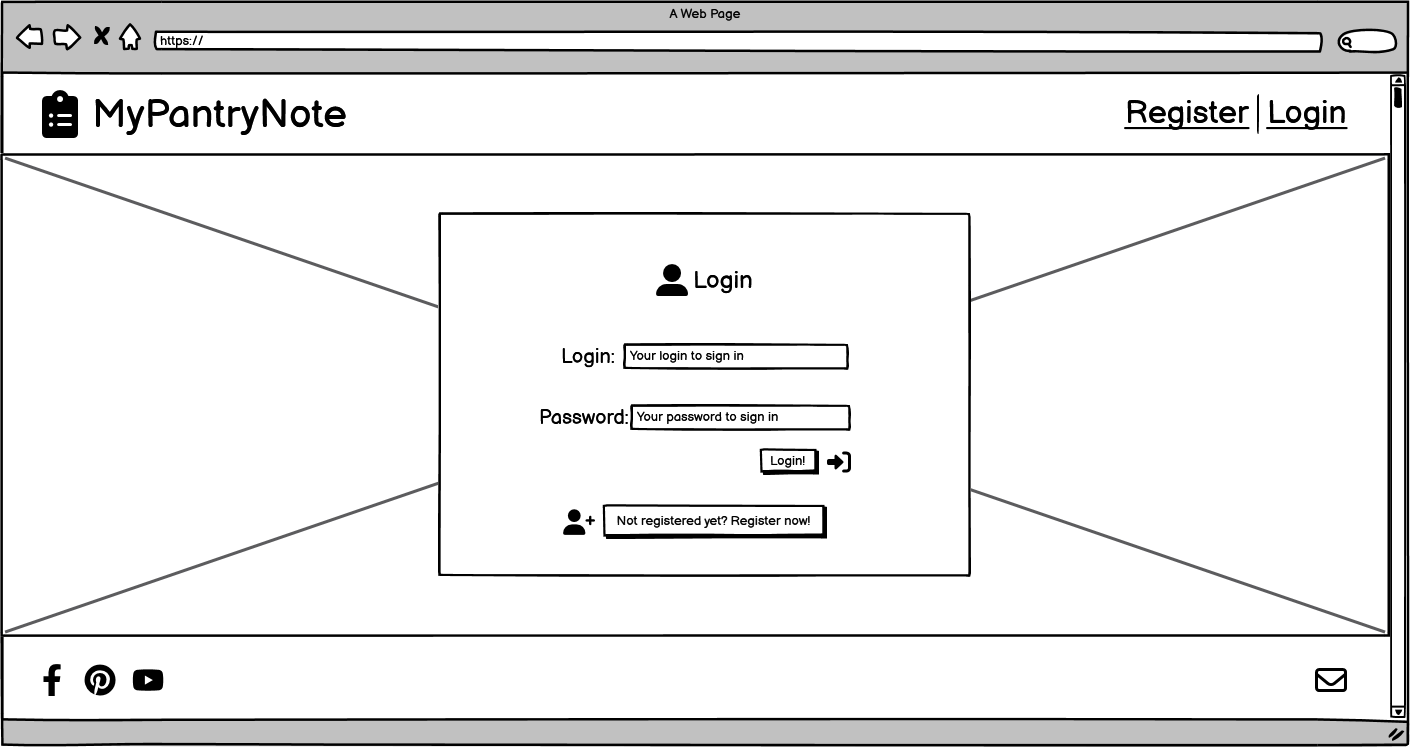 A Web Page
https://
MyPantryNote
Register
Login
Login
Login: Your login to sign in
Password: Your password to sign in
Login!
Not registered yet? Register now!